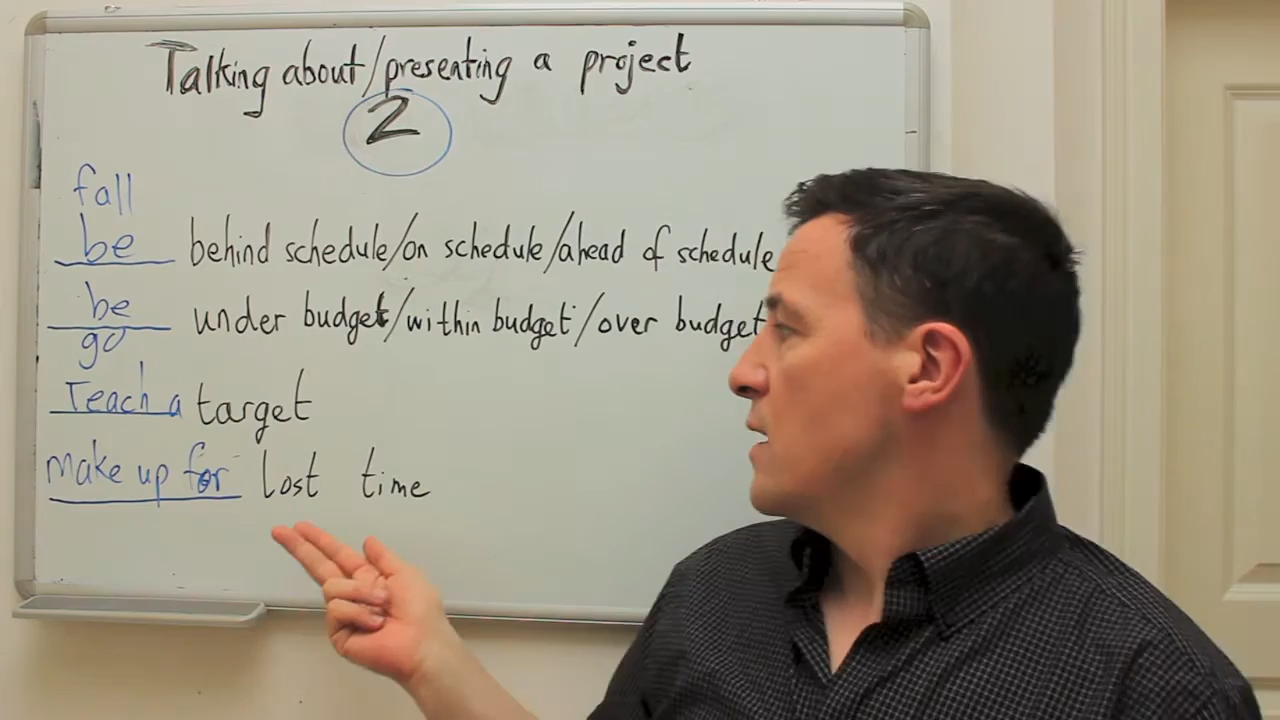 Talking about/presenting a project
2
fall
be behind schedule/on schedule/ahead of schedule
be
under budget/within budget/over budget
go
reach a target
make up for lost time